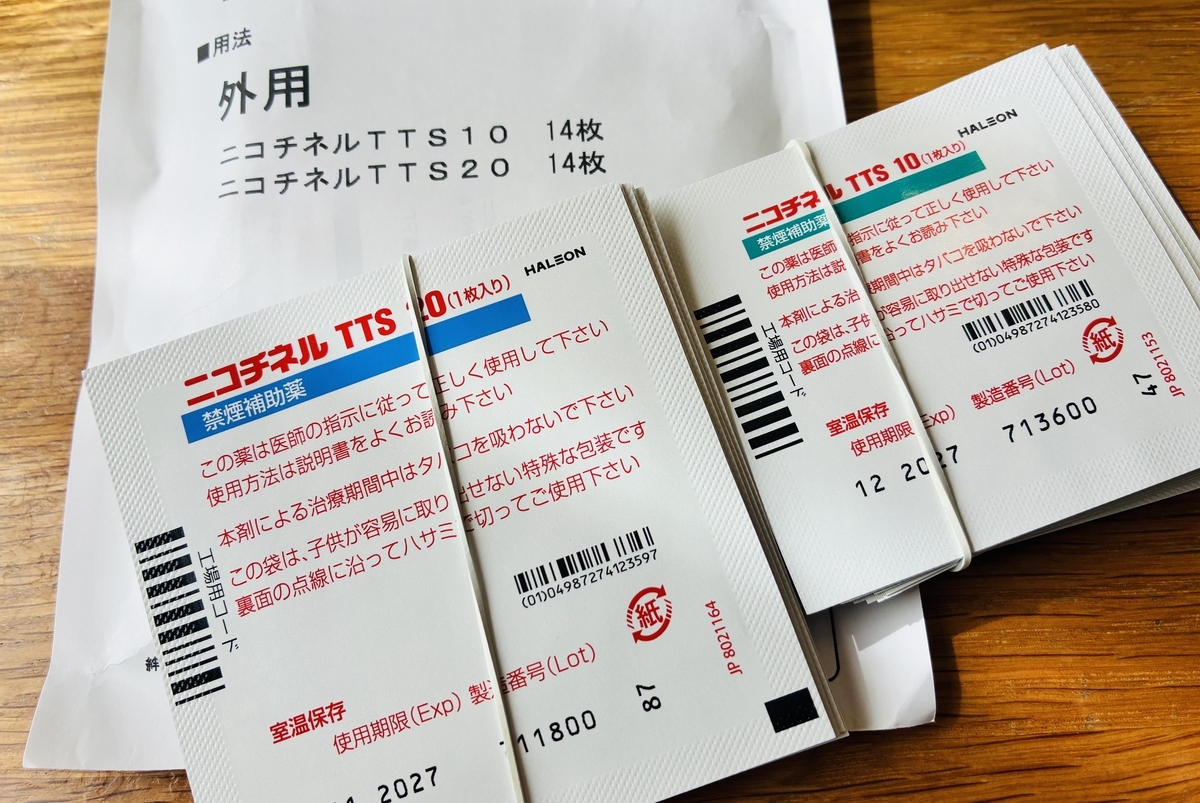 ■用法
外用
ニコチネルTTS10 14枚
ニコチネルTTS20 14枚
HALEON
ニコチネル TTS 20(1枚入り)
禁煙補助薬
この薬は医師の指示に従って正しく使用して下さい
使用方法は説明書をよくお読み下さい
本剤による治療期間中はタバコを吸わないで下さい
この袋は、子供が容易に取り出せない特殊な包装です
裏面の点線に沿ってハサミで切ってご使用下さい
工場用コード
(01)04987274123597
紙
室温保存
使用期限(Exp) 製造番号(Lot)
2027
11800
87
JP 8021164
HALEON
ニコチネル TTS 10(1枚入り)
禁煙補助薬
この薬は医師 指示に従って正しく使用して下さい
使用方法は説 書をよくお読み下さい
本剤による治 期間中はタバコを吸わないで下さい
この袋は、子供 容易に取り出せない特殊な包装です
裏面の点線に 沿ってハサミで切ってご使用下さい
工場用コード
(01)04987274123580
紙
室温保存
使用期限(Exp) 製造番号(Lot)
12 2027
713600
47
JP 8021153